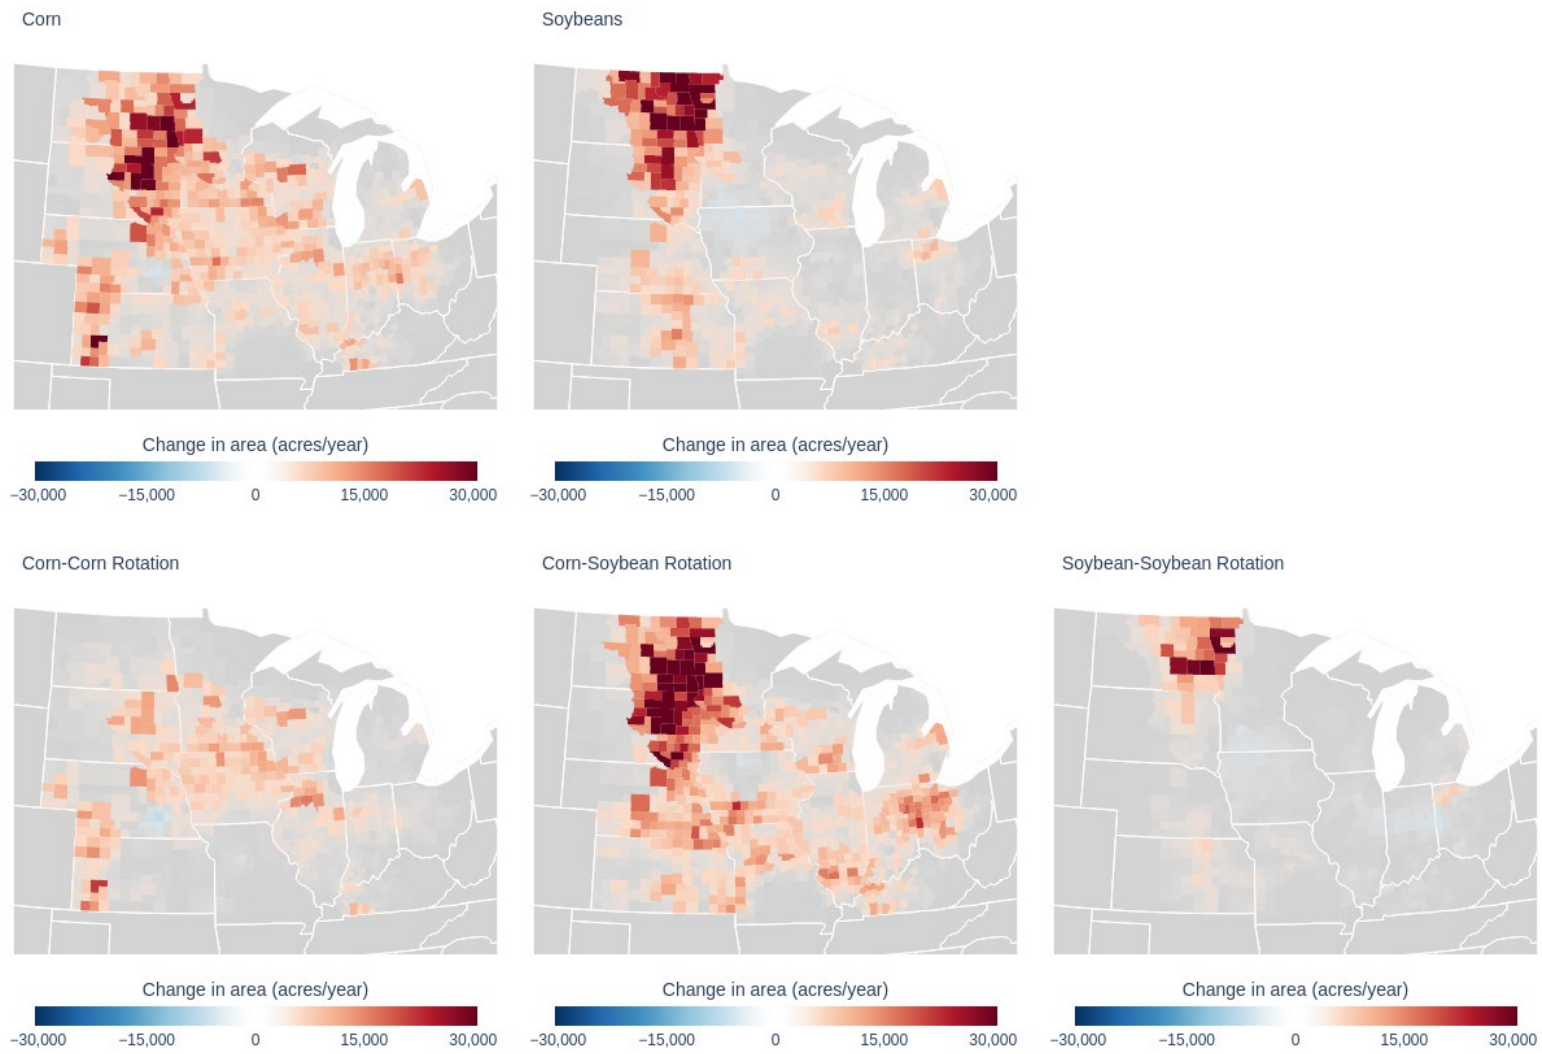 Corn
Soybeans
Change in area (acres/year)
Change in area (acres/year)
−30,000 −15,000 0 15,000 30,000
−30,000 −15,000 0 15,000 30,000
Corn-Corn Rotation
Corn-Soybean Rotation
Soybean-Soybean Rotation
Change in area (acres/year)
Change in area (acres/year)
Change in area (acres/year)
−30,000 −15,000 0 15,000 30,000
−30,000 −15,000 0 15,000 30,000
−30,000 −15,000 0 15,000 30,000